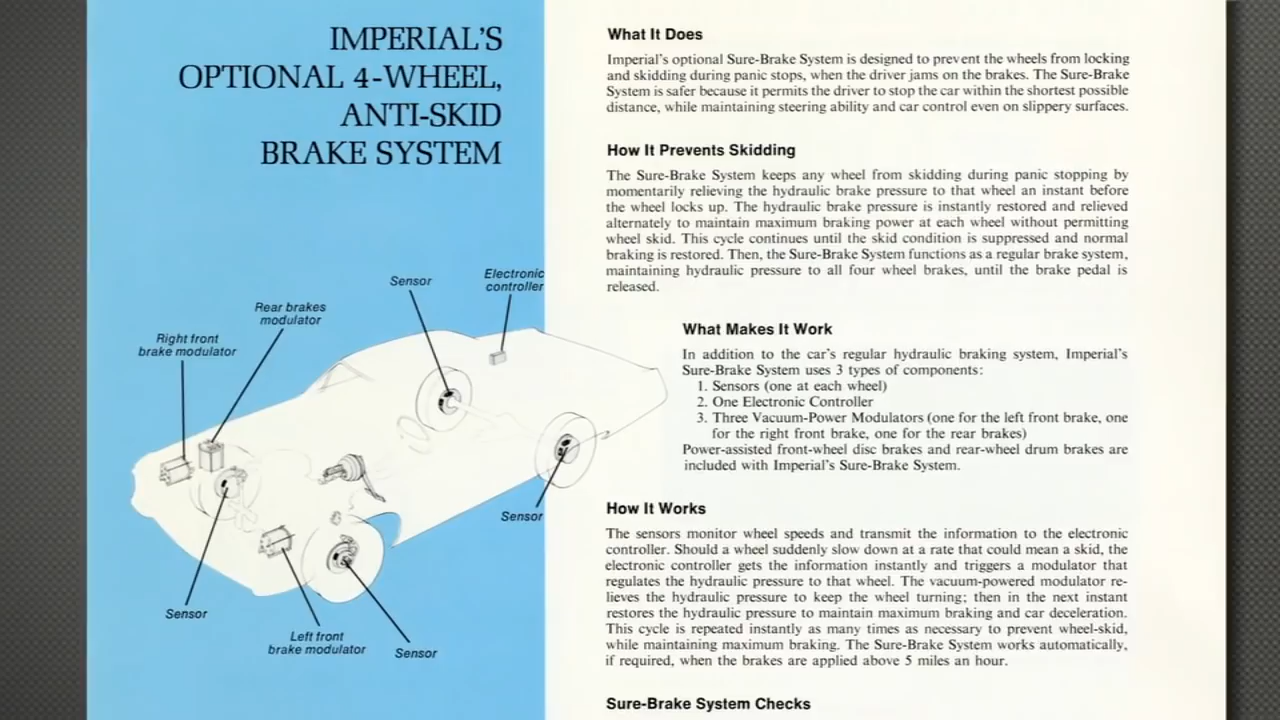 IMPERIAL'S
OPTIONAL 4-WHEEL,
ANTI-SKID
BRAKE SYSTEM
Sensor
Electronic
controller
Rear brakes
modulator
Right front
brake modulator
Sensor
Sensor
Left front
brake modulator
Sensor
What It Does
Imperial's optional Sure-Brake System is designed to prevent the wheels from locking
and skidding during panic stops, when the driver jams on the brakes. The Sure-Brake
System is safer because it permits the driver to stop the car within the shortest possible
distance, while maintaining steering ability and car control even on slippery surfaces.
How It Prevents Skidding
The Sure-Brake System keeps any wheel from skidding during panic stopping by
momentarily relieving the hydraulic brake pressure to that wheel an instant before
the wheel locks up. The hydraulic brake pressure is instantly restored and relieved
alternately to maintain maximum braking power at each wheel without permitting
wheel skid. This cycle continues until the skid condition is suppressed and normal
braking is restored. Then, the Sure-Brake System functions as a regular brake system,
maintaining hydraulic pressure to all four wheel brakes, until the brake pedal is
released.
What Makes It Work
In addition to the car's regular hydraulic braking system, Imperial's
Sure-Brake System uses 3 types of components:
1. Sensors (one at each wheel)
2. One Electronic Controller
3. Three Vacuum-Power Modulators (one for the left front brake, one
for the right front brake, one for the rear brakes)
Power-assisted front-wheel disc brakes and rear-wheel drum brakes are
included with Imperial's Sure-Brake System.
How It Works
The sensors monitor wheel speeds and transmit the information to the electronic
controller. Should a wheel suddenly slow down at a rate that could mean a skid, the
electronic controller gets the information instantly and triggers a modulator that
regulates the hydraulic pressure to that wheel. The vacuum-powered modulator re-
lieves the hydraulic pressure to keep the wheel turning; then in the next instant
restores the hydraulic pressure to maintain maximum braking and car deceleration.
This cycle is repeated instantly as many times as necessary to prevent wheel-skid,
while maintaining maximum braking. The Sure-Brake System works automatically,
if required, when the brakes are applied above 5 miles an hour.
Sure-Brake System Checks